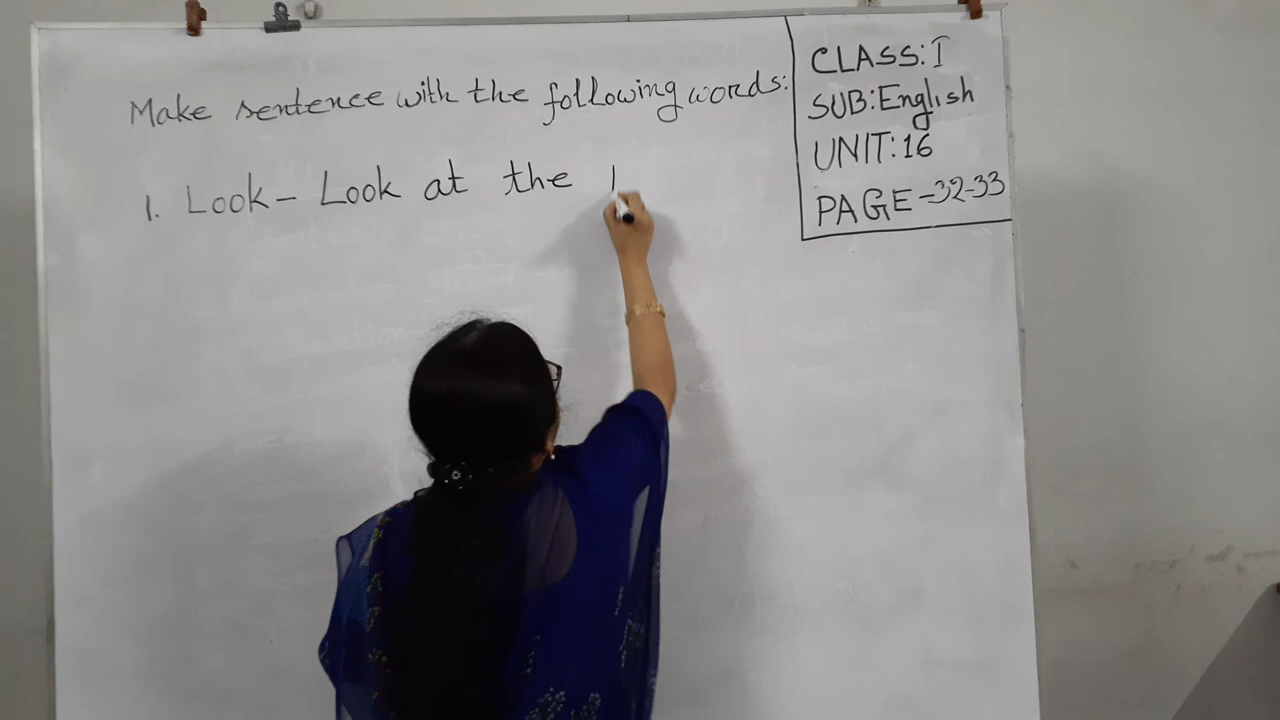 Make sentence with the following words:
1. Look - Look at the
CLASS: I
SUB: English
UNIT: 16
PAGE - 32-33